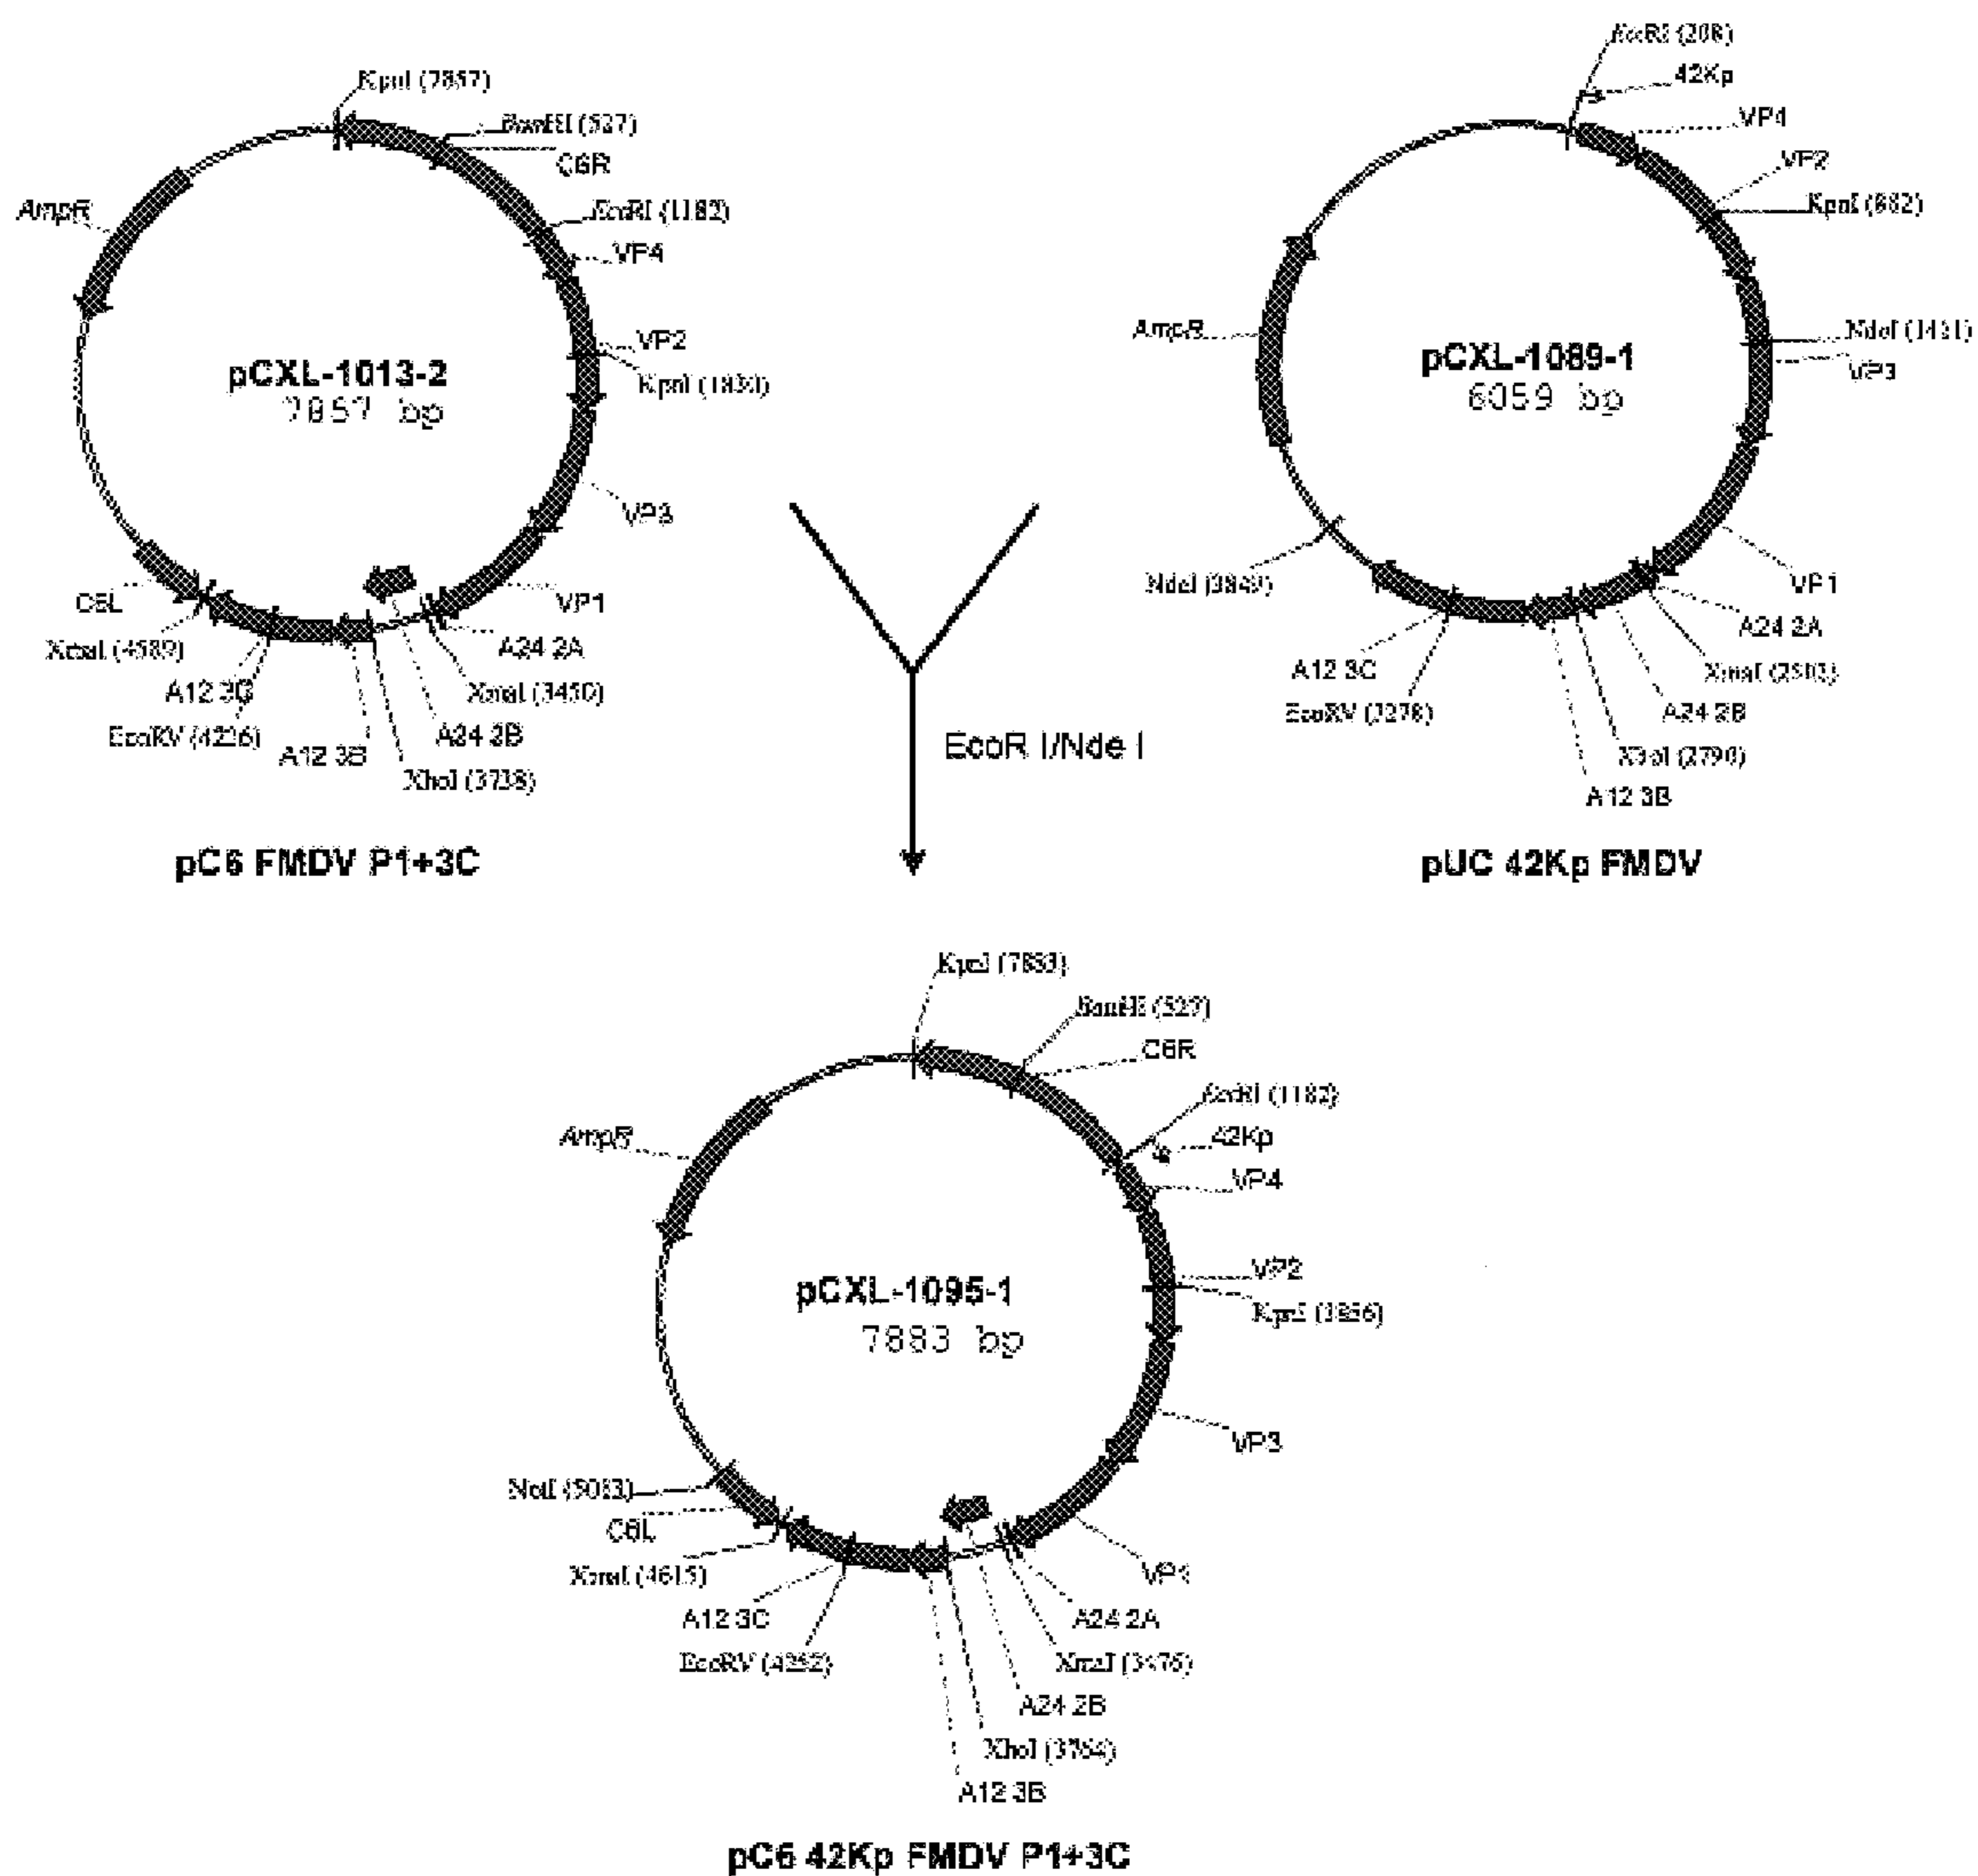 KpnI (7857)
BamHI (527)
C6R
EcoRI (1182)
VP4
VP2
KpnI (1830)
VP3
VP1
A24 2A
XmaI (3450)
A24 2B
XhoI (3738)
A12 3B
EcoRV (4226)
A12 3C
XmaI (4589)
C6L
AmpR
pCXL-1013-2
7857 bp
pC6 FMDV P1+3C
EcoRI (208)
42Kp
VP4
VP2
KpnI (882)
VP3
VP1
A24 2A
A24 2B
XhoI (2790)
A12 3B
EcoRV (3278)
A12 3C
NdeI (3849)
AmpR
pCXL-1089-1
6059 bp
pUC 42Kp FMDV
EcoR I/Nde I
KpnI (7883)
BamHI (527)
C6R
EcoRI (1182)
42Kp
VP4
VP2
KpnI (1856)
VP3
VP1
A24 2A
XmaI (3476)
A24 2B
XhoI (3764)
A12 3B
EcoRV (4252)
A12 3C
XmaI (4615)
C6L
NotI (5013)
AmpR
pCXL-1095-1
7883 bp
pC6 42Kp FMDV P1+3C